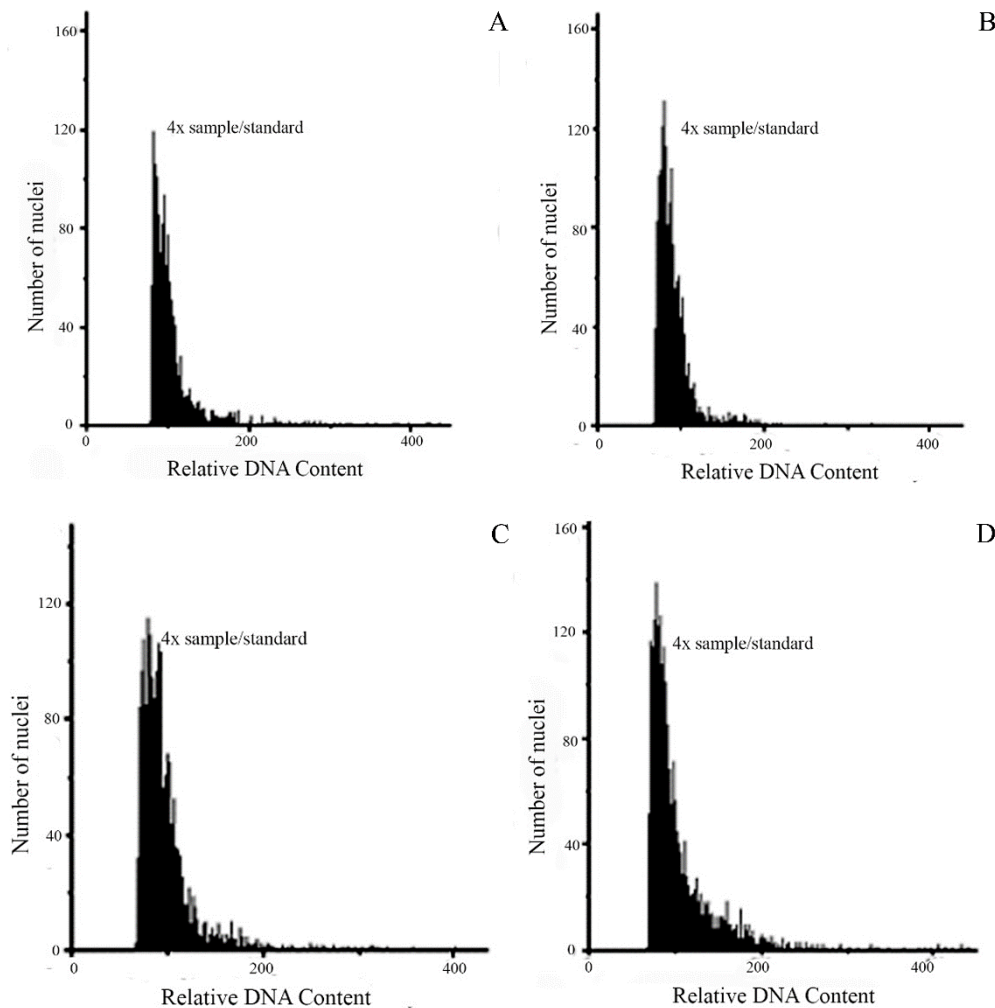 A
160
120
80
40
0
4x sample/standard
Number of nuclei
0 200 400
Relative DNA Content
B
160
120
80
40
0
4x sample/standard
Number of nuclei
0 200 400
Relative DNA Content
C
120
80
40
0
4x sample/standard
Number of nuclei
0 200 400
Relative DNA Content
D
160
120
80
40
0
4x sample/standard
Number of nuclei
0 200 400
Relative DNA Content